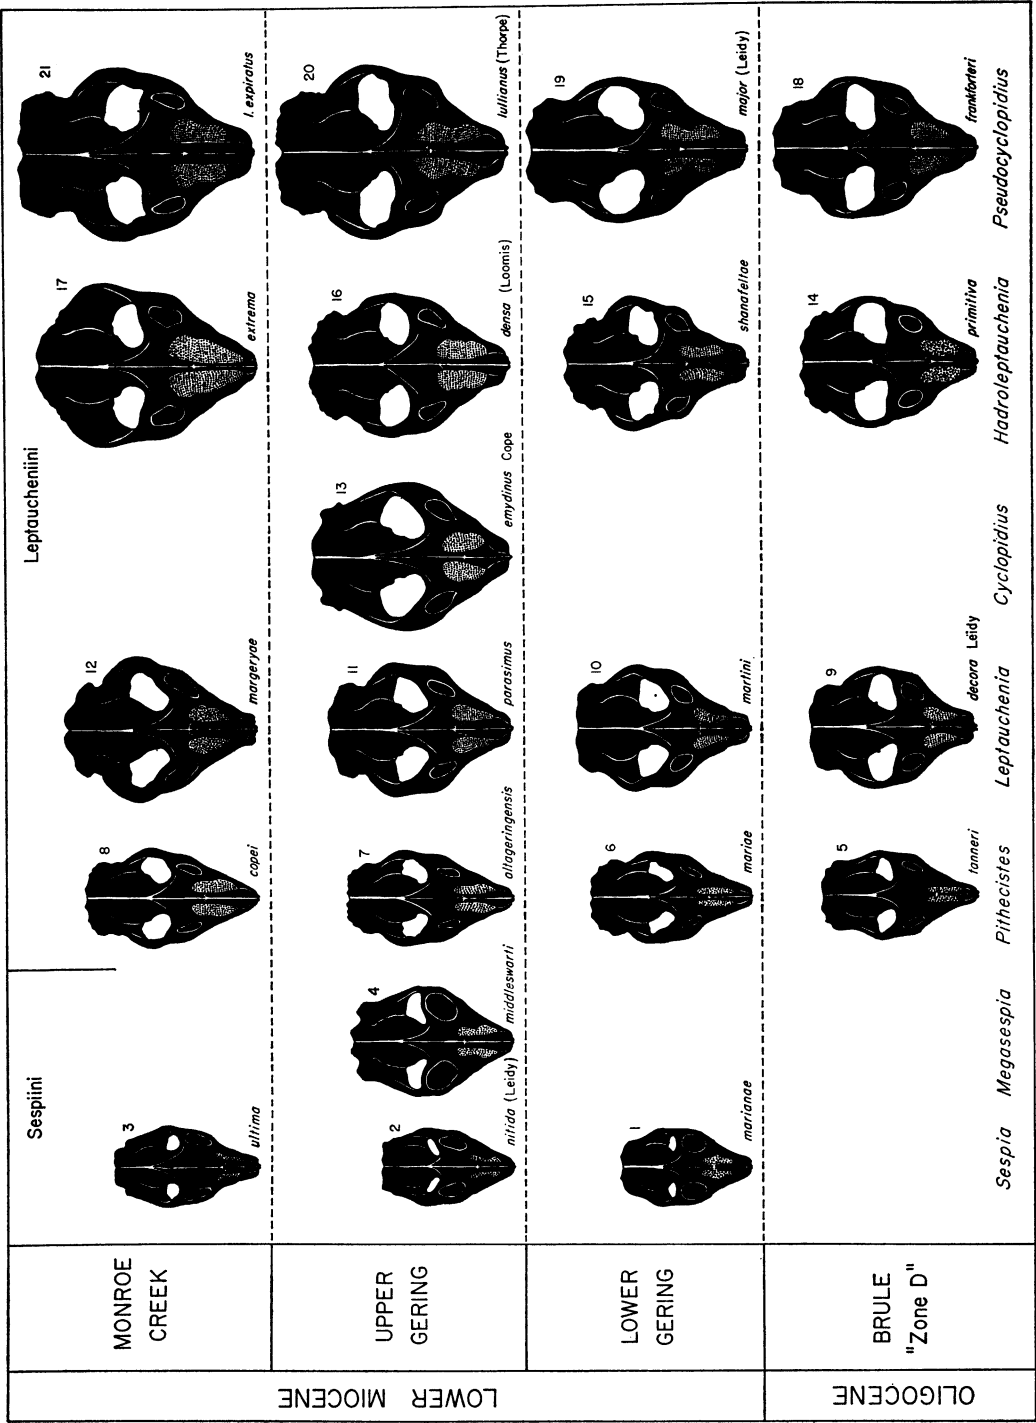 Sespiini
Leptaucheniini
LOWER MIOCENE
MONROE
CREEK
3
ultima
8
copei
12
margeryae
17
extrema
21
l. expiratus
UPPER
GERING
2
nitida (Leidy)
4
middleswarti
7
altageringensis
11
parasimus
13
emydinus Cope
16
densa (Loomis)
20
lullianus (Thorpe)
LOWER
GERING
1
marianae
6
mariae
10
martini
15
shanafeltae
19
major (Leidy)
OLIGOCENE
BRULE
"Zone D"
5
tanneri
9
decora Leidy
14
primitiva
18
frankforteri
Sespia
Megasespia
Pithecistes
Leptauchenia
Cyclopidius
Hadroleptauchenia
Pseudocyclopidius